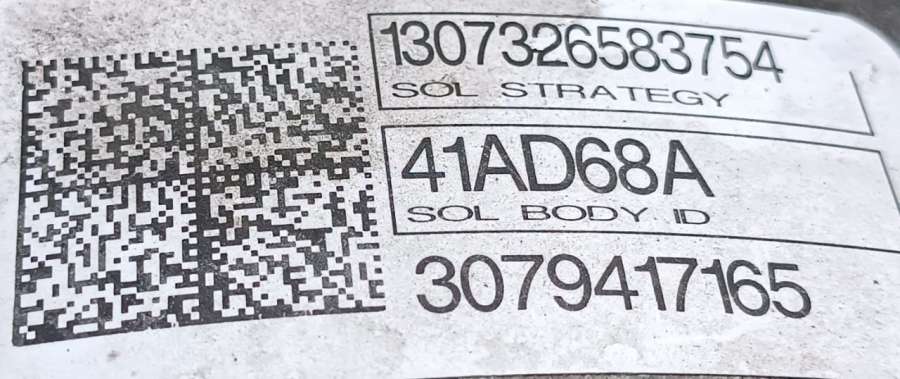 1307326583754
SOL STRATEGY
41AD68A
SOL BODY ID
3079417165